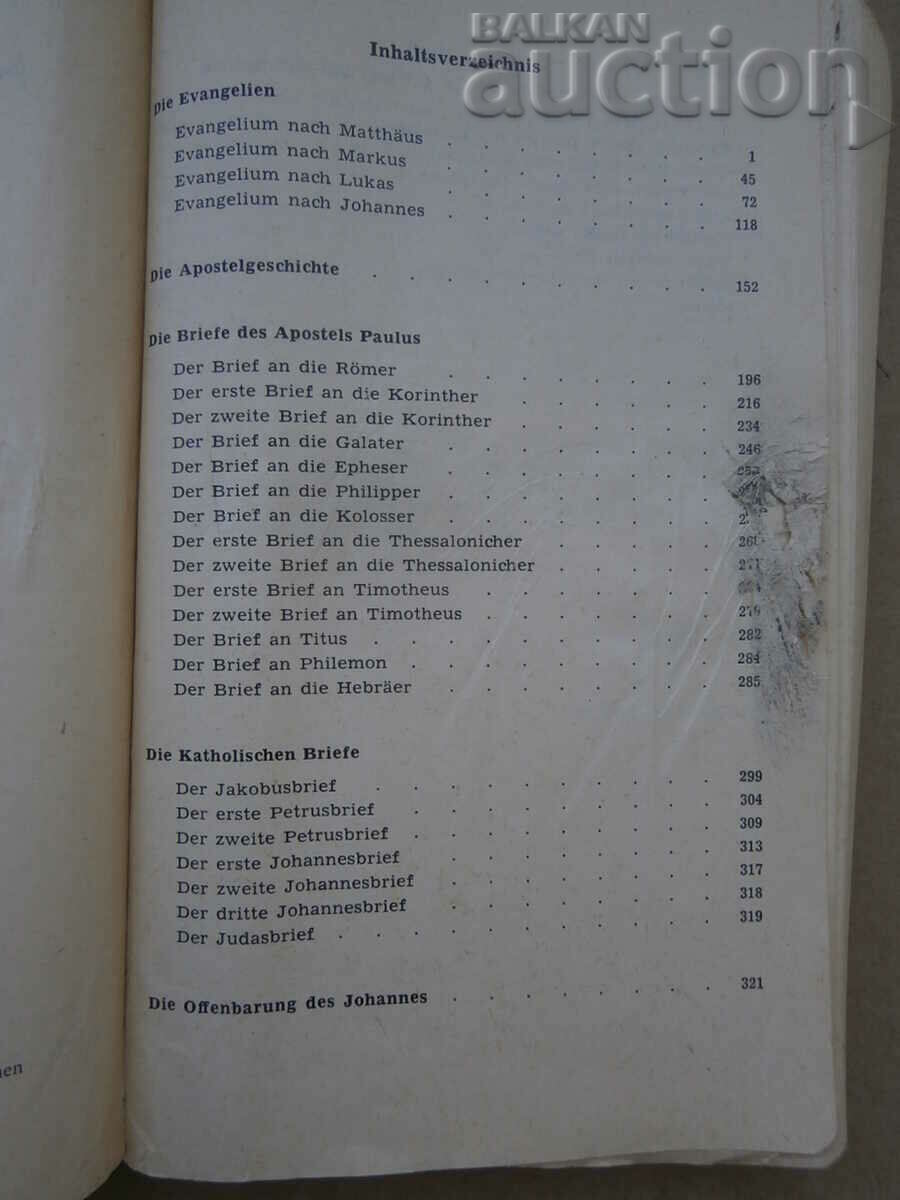 BALKAN
auction
Inhaltsverzeichnis
Die Evangelien
Evangelium nach Matthäus . . . . . . . . 1
Evangelium nach Markus . . . . . . . . 45
Evangelium nach Lukas . . . . . . . . 72
Evangelium nach Johannes . . . . . . . . 118
Die Apostelgeschichte . . . . . . . . . . 152
Die Briefe des Apostels Paulus
Der Brief an die Römer . . . . . . . . 196
Der erste Brief an die Korinther . . . . . . 216
Der zweite Brief an die Korinther . . . . . . 234
Der Brief an die Galater . . . . . . . . 246
Der Brief an die Epheser . . . . . . . .
Der Brief an die Philipper . . . . . . . .
Der Brief an die Kolosser . . . . . . . .
Der erste Brief an die Thessalonicher . . . . .
Der zweite Brief an die Thessalonicher . . . . . 271
Der erste Brief an Timotheus . . . . . . .
Der zweite Brief an Timotheus . . . . . . . 279
Der Brief an Titus . . . . . . . . . . 282
Der Brief an Philemon . . . . . . . . . 284
Der Brief an die Hebräer . . . . . . . . 285
Die Katholischen Briefe
Der Jakobusbrief . . . . . . . . . . 299
Der erste Petrusbrief . . . . . . . . . 304
Der zweite Petrusbrief . . . . . . . . . 309
Der erste Johannesbrief . . . . . . . . 313
Der zweite Johannesbrief . . . . . . . . 317
Der dritte Johannesbrief . . . . . . . . 318
Der Judasbrief . . . . . . . . . . . 319
Die Offenbarung des Johannes . . . . . . . . 321